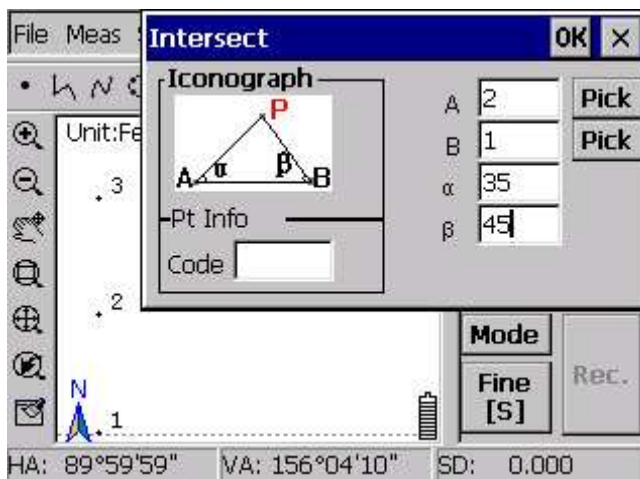 File Meas
Intersect OK ×
Iconograph
P
A α β B
A 2 Pick
B 1 Pick
α 35
β 45
Pt Info
Code
Unit:Fe
3
2
N
1
Mode
Fine
[S]
Rec.
HA: 89°59'59" VA: 156°04'10" SD: 0.000